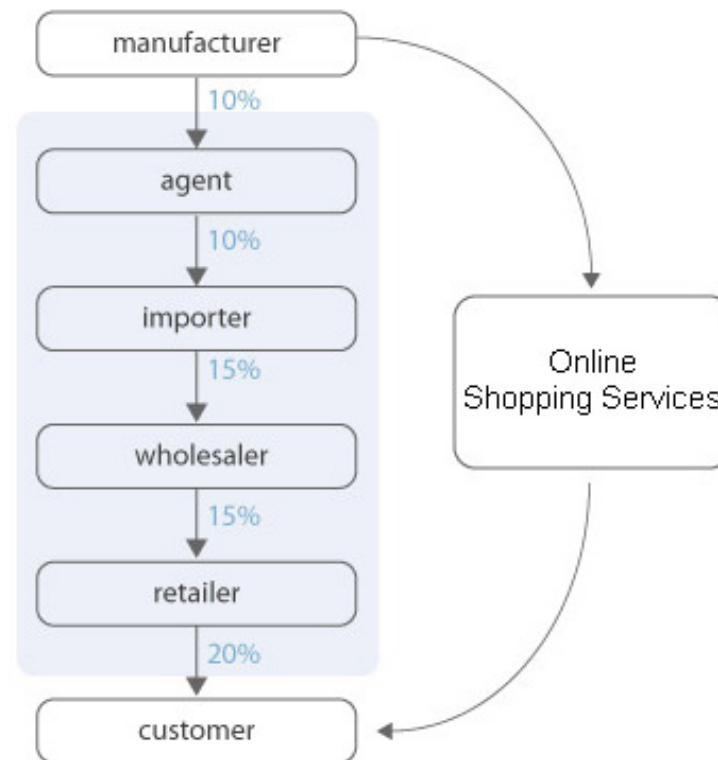 manufacturer
10%
agent
10%
importer
15%
wholesaler
15%
retailer
20%
customer
Online
Shopping Services